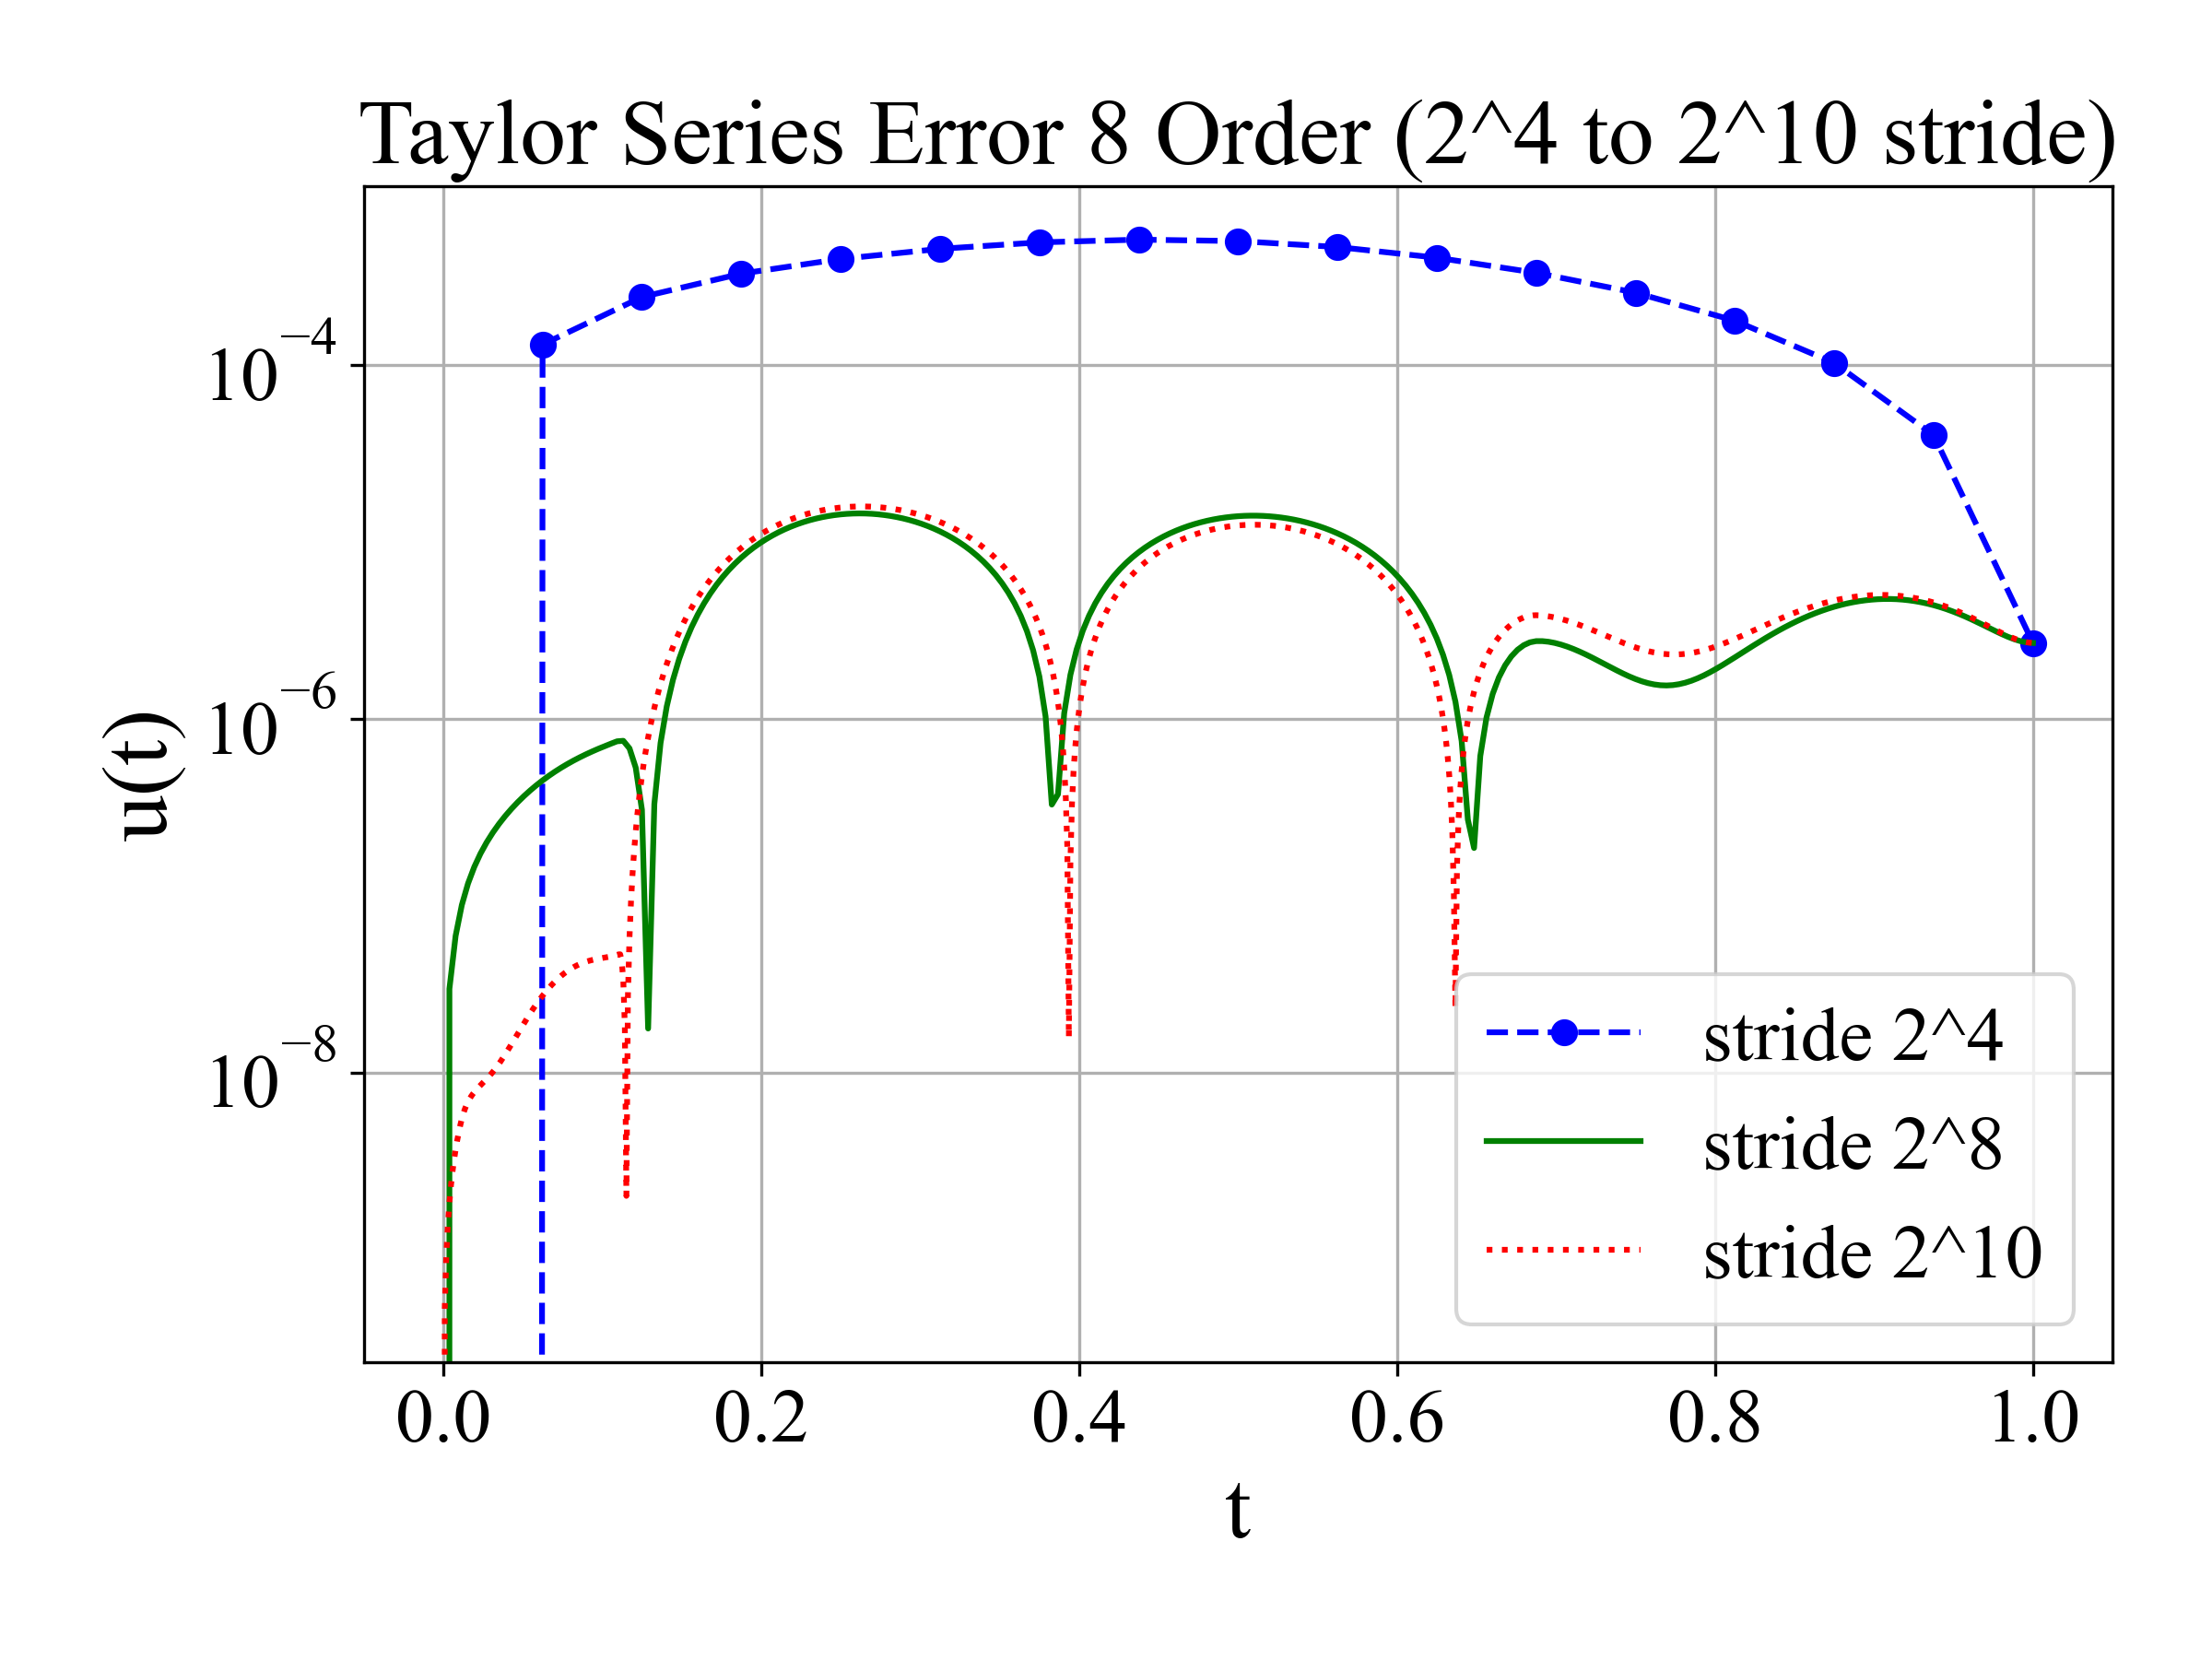 Taylor Series Error 8 Order (2^4 to 2^10 stride)
10^−4
10^−6
10^−8
u(t)
stride 2^4
stride 2^8
stride 2^10
0.0 0.2 0.4 0.6 0.8 1.0
t